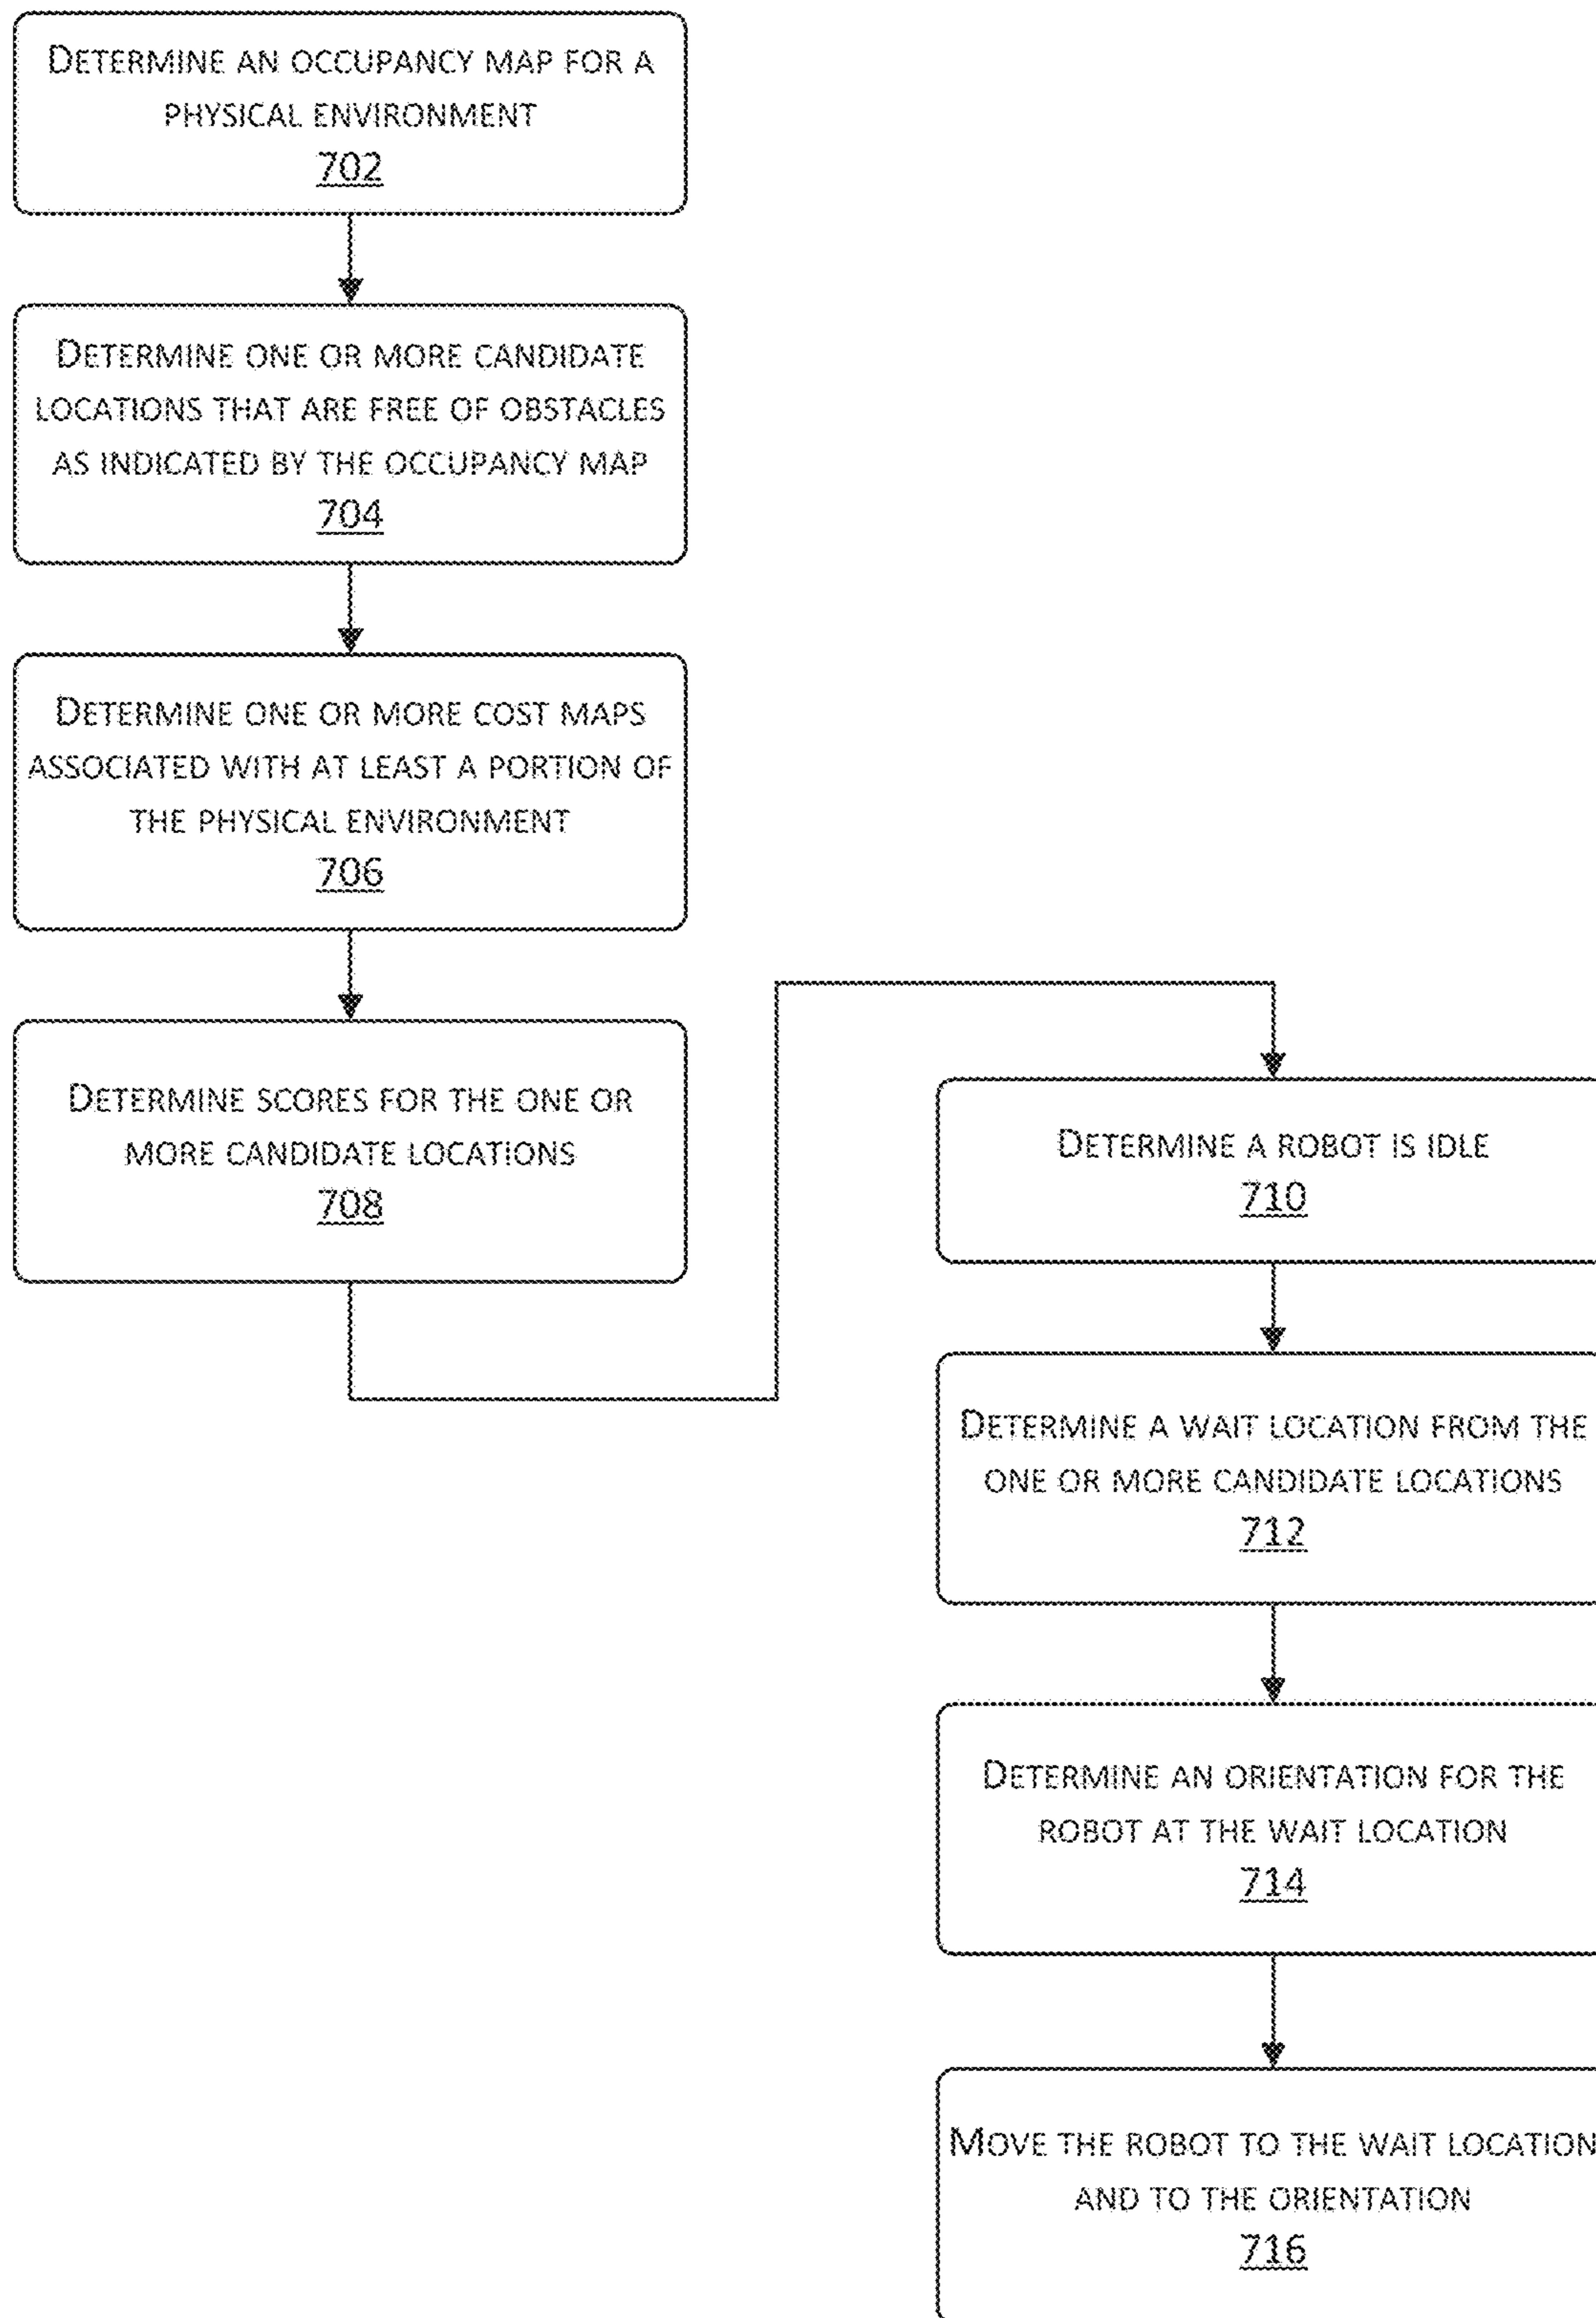 DETERMINE AN OCCUPANCY MAP FOR A
PHYSICAL ENVIRONMENT
702
DETERMINE ONE OR MORE CANDIDATE
LOCATIONS THAT ARE FREE OF OBSTACLES
AS INDICATED BY THE OCCUPANCY MAP
704
DETERMINE ONE OR MORE COST MAPS
ASSOCIATED WITH AT LEAST A PORTION OF
THE PHYSICAL ENVIRONMENT
706
DETERMINE SCORES FOR THE ONE OR
MORE CANDIDATE LOCATIONS
708
DETERMINE A ROBOT IS IDLE
710
DETERMINE A WAIT LOCATION FROM THE
ONE OR MORE CANDIDATE LOCATIONS
712
DETERMINE AN ORIENTATION FOR THE
ROBOT AT THE WAIT LOCATION
714
MOVE THE ROBOT TO THE WAIT LOCATION
AND TO THE ORIENTATION
716